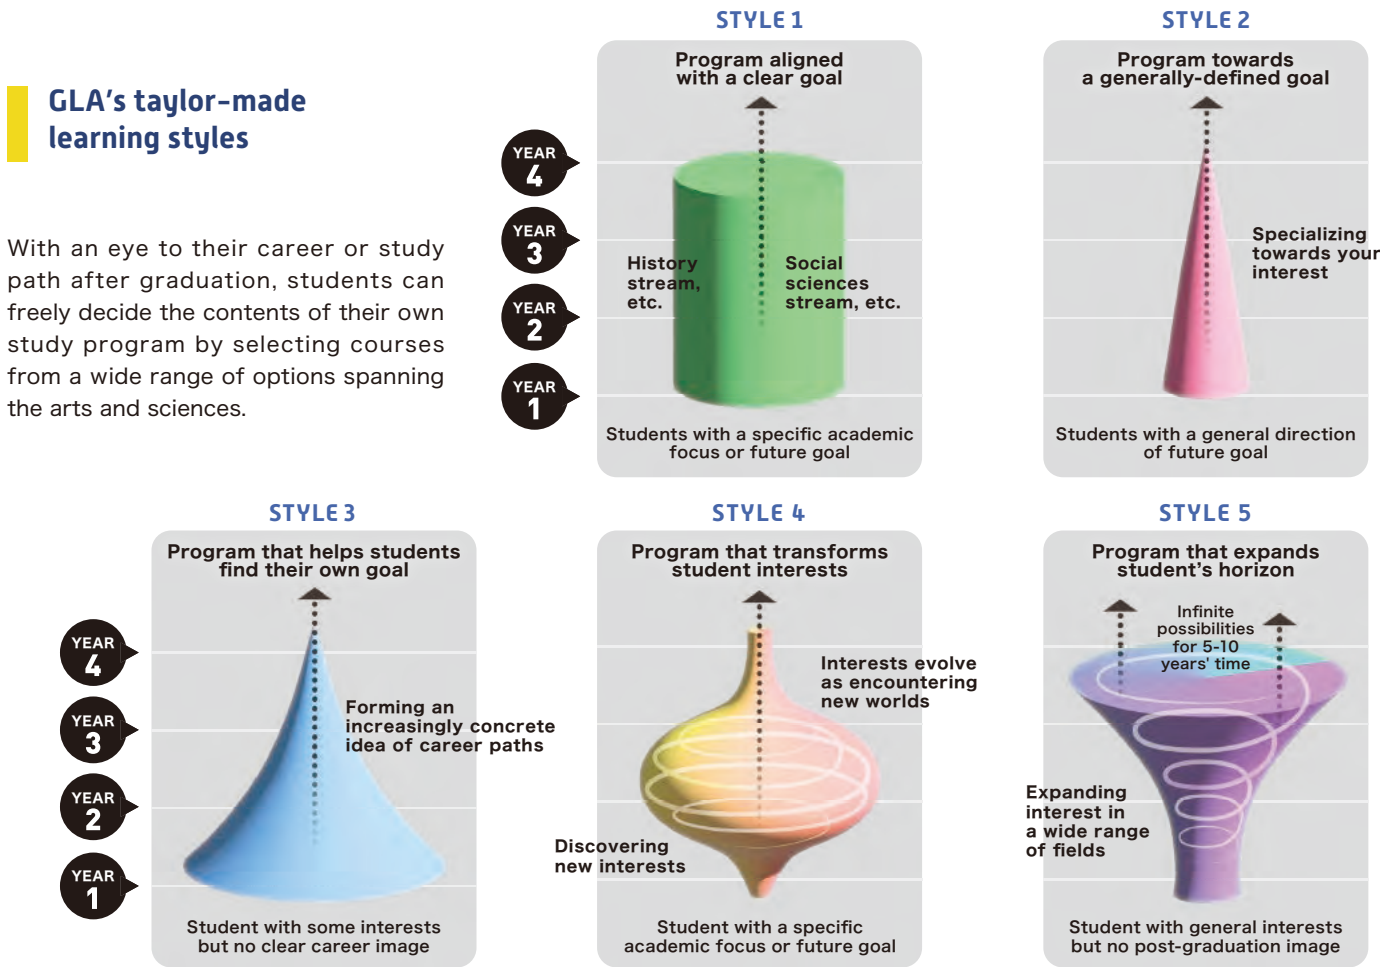 GLA's taylor-made
learning styles
With an eye to their career or study
path after graduation, students can
freely decide the contents of their own
study program by selecting courses
from a wide range of options spanning
the arts and sciences.
STYLE 1
Program aligned
with a clear goal
YEAR
4
YEAR
3
YEAR
2
YEAR
1
History
stream,
etc.
Social
sciences
stream, etc.
Students with a specific academic
focus or future goal
STYLE 2
Program towards
a generally-defined goal
Specializing
towards your
interest
Students with a general direction
of future goal
STYLE 3
Program that helps students
find their own goal
YEAR
4
YEAR
3
YEAR
2
YEAR
1
Forming an
increasingly concrete
idea of career paths
Student with some interests
but no clear career image
STYLE 4
Program that transforms
student interests
Interests evolve
as encountering
new worlds
Discovering
new interests
Student with a specific
academic focus or future goal
STYLE 5
Program that expands
student's horizon
Infinite
possibilities
for 5-10
years' time
Expanding
interest in
a wide range
of fields
Student with general interests
but no post-graduation image